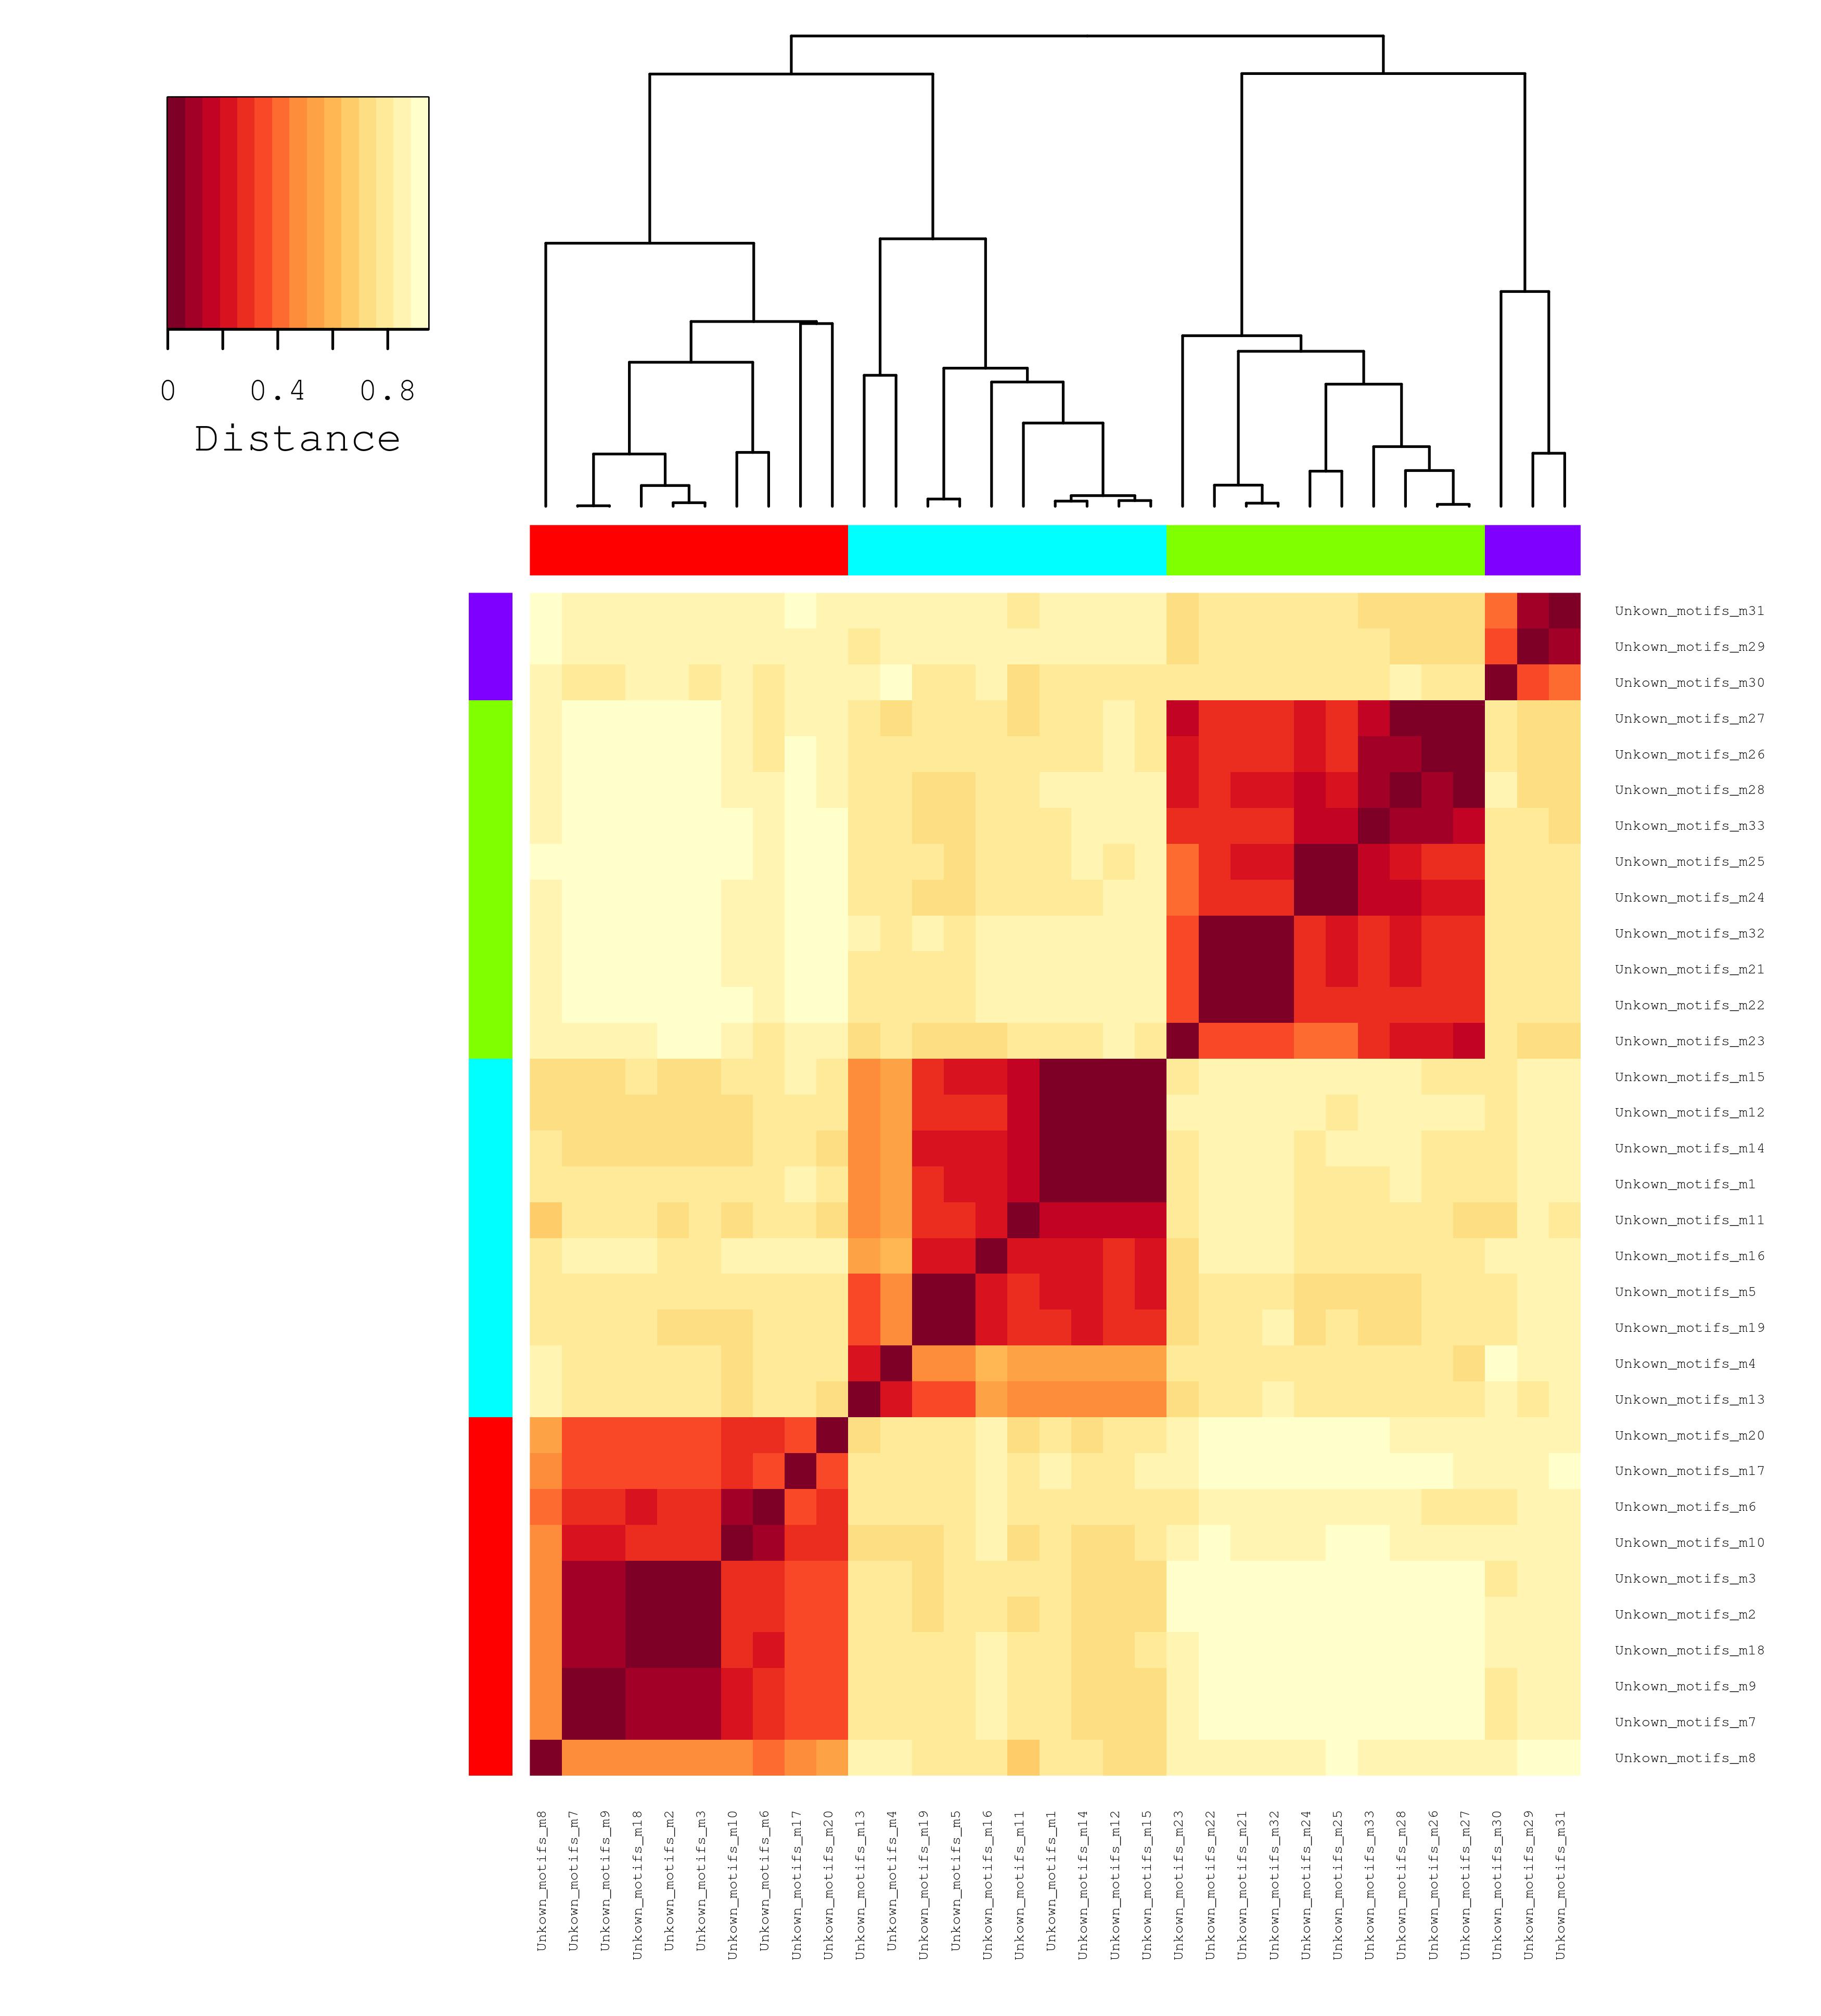 0 0.4 0.8
Distance
Unkown_motifs_m31
Unkown_motifs_m29
Unkown_motifs_m30
Unkown_motifs_m27
Unkown_motifs_m26
Unkown_motifs_m28
Unkown_motifs_m33
Unkown_motifs_m25
Unkown_motifs_m24
Unkown_motifs_m32
Unkown_motifs_m21
Unkown_motifs_m22
Unkown_motifs_m23
Unkown_motifs_m15
Unkown_motifs_m12
Unkown_motifs_m14
Unkown_motifs_m1
Unkown_motifs_m11
Unkown_motifs_m16
Unkown_motifs_m5
Unkown_motifs_m19
Unkown_motifs_m4
Unkown_motifs_m13
Unkown_motifs_m20
Unkown_motifs_m17
Unkown_motifs_m6
Unkown_motifs_m10
Unkown_motifs_m3
Unkown_motifs_m2
Unkown_motifs_m18
Unkown_motifs_m9
Unkown_motifs_m7
Unkown_motifs_m8
Unkown_motifs_m8
Unkown_motifs_m7
Unkown_motifs_m9
Unkown_motifs_m18
Unkown_motifs_m2
Unkown_motifs_m3
Unkown_motifs_m10
Unkown_motifs_m6
Unkown_motifs_m17
Unkown_motifs_m20
Unkown_motifs_m13
Unkown_motifs_m4
Unkown_motifs_m19
Unkown_motifs_m5
Unkown_motifs_m16
Unkown_motifs_m11
Unkown_motifs_m1
Unkown_motifs_m14
Unkown_motifs_m12
Unkown_motifs_m15
Unkown_motifs_m23
Unkown_motifs_m22
Unkown_motifs_m21
Unkown_motifs_m32
Unkown_motifs_m24
Unkown_motifs_m25
Unkown_motifs_m33
Unkown_motifs_m28
Unkown_motifs_m26
Unkown_motifs_m27
Unkown_motifs_m30
Unkown_motifs_m29
Unkown_motifs_m31